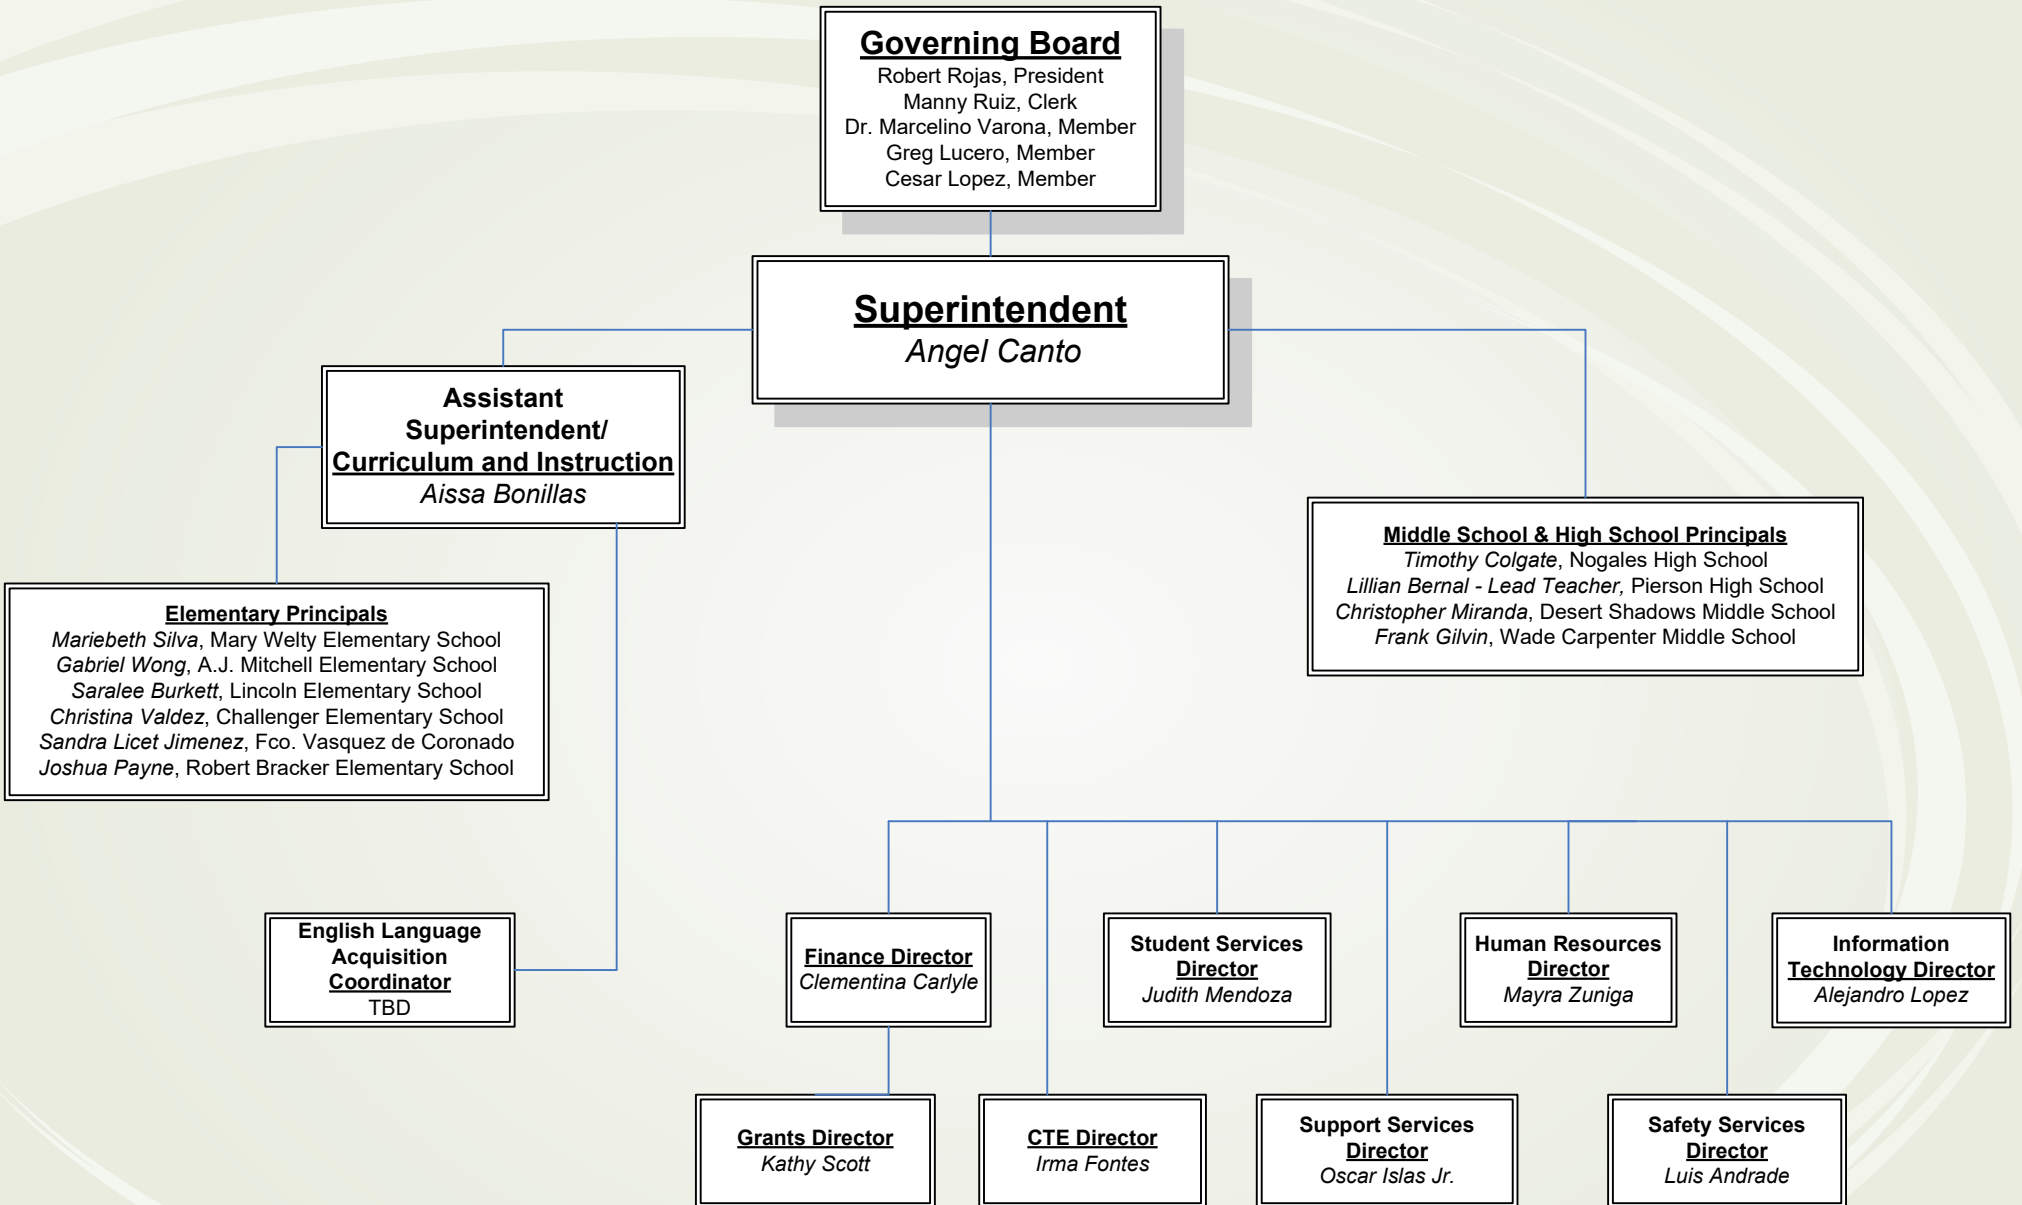 Governing Board
Robert Rojas, President
Manny Ruiz, Clerk
Dr. Marcelino Varona, Member
Greg Lucero, Member
Cesar Lopez, Member
Superintendent
Angel Canto
Assistant
Superintendent/
Curriculum and Instruction
Aissa Bonillas
Middle School & High School Principals
Timothy Colgate, Nogales High School
Lillian Bernal - Lead Teacher, Pierson High School
Christopher Miranda, Desert Shadows Middle School
Frank Gilvin, Wade Carpenter Middle School
Elementary Principals
Mariebeth Silva, Mary Welty Elementary School
Gabriel Wong, A.J. Mitchell Elementary School
Saralee Burkett, Lincoln Elementary School
Christina Valdez, Challenger Elementary School
Sandra Licet Jimenez, Fco. Vasquez de Coronado
Joshua Payne, Robert Bracker Elementary School
English Language
Acquisition
Coordinator
TBD
Finance Director
Clementina Carlyle
Student Services
Director
Judith Mendoza
Human Resources
Director
Mayra Zuniga
Information
Technology Director
Alejandro Lopez
Grants Director
Kathy Scott
CTE Director
Irma Fontes
Support Services
Director
Oscar Islas Jr.
Safety Services
Director
Luis Andrade